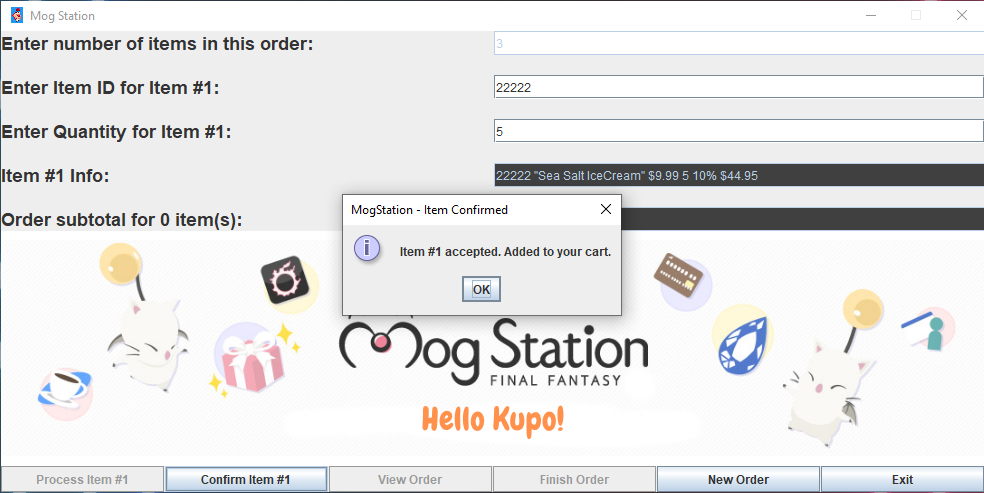 Mog Station
Enter number of items in this order:
3
Enter Item ID for Item #1:
22222
Enter Quantity for Item #1:
5
Item #1 Info:
22222 "Sea Salt IceCream" $9.99 5 10% $44.95
Order subtotal for 0 item(s):
MogStation - Item Confirmed
Item #1 accepted. Added to your cart.
OK
Mog Station
FINAL FANTASY
Hello Kupo!
Process Item #1
Confirm Item #1
View Order
Finish Order
New Order
Exit